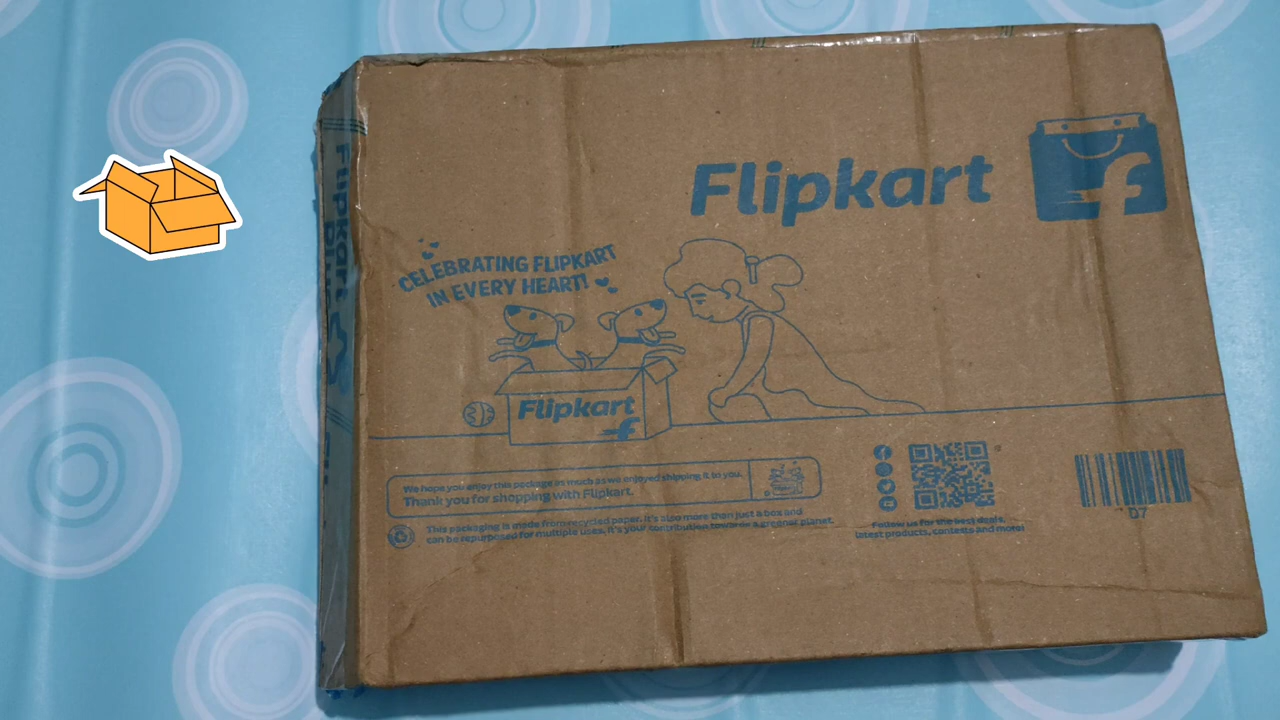 Flipkart
CELEBRATING FLIPKART
IN EVERY HEART!
Flipkart
We hope you enjoy this package as much as we enjoyed shipping it to you.
Thank you for shopping with Flipkart.
This packaging is made from recycled paper. It's also more than just a box and
can be repurposed for multiple uses, it's your contribution towards a greener planet.
Follow us for the best deals,
latest products, contests and more!
D7
Flipkart